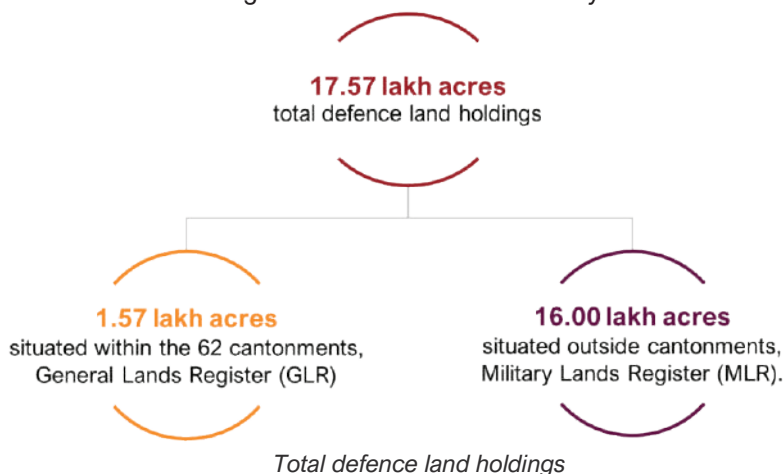 17.57 lakh acres
total defence land holdings
1.57 lakh acres
situated within the 62 cantonments,
General Lands Register (GLR)
16.00 lakh acres
situated outside cantonments,
Military Lands Register (MLR).
Total defence land holdings